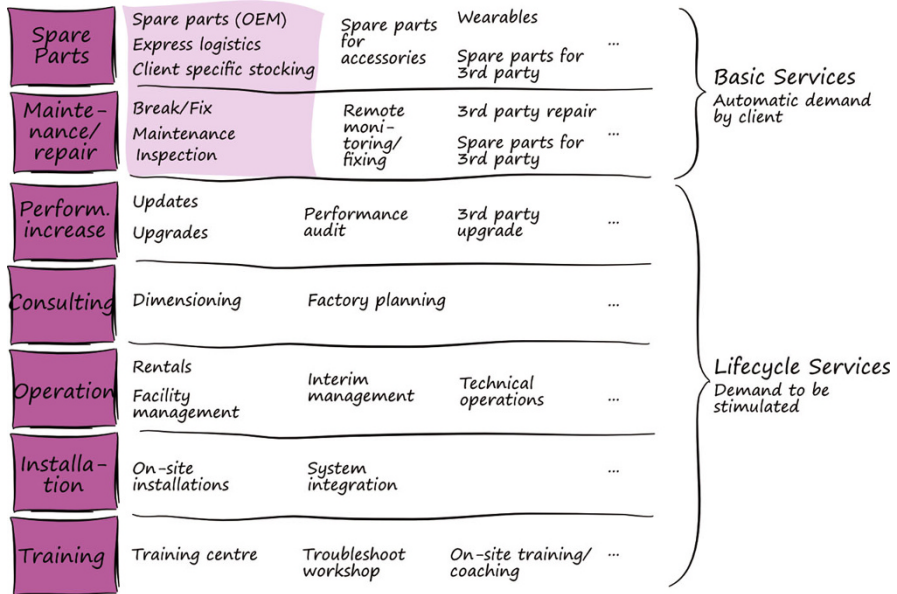 Spare
Parts
Spare parts (OEM)
Express logistics
Client specific stocking
Spare parts
for
accessories
Wearables
Spare parts for
3rd party
...
Mainte-
nance/
repair
Break/Fix
Maintenance
Inspection
Remote
moni-
toring/
fixing
3rd party repair
Spare parts for
3rd party
...
Basic Services
Automatic demand
by client
Perform.
increase
Updates
Upgrades
Performance
audit
3rd party
upgrade
...
Consulting
Dimensioning
Factory planning
...
Operation
Rentals
Facility
management
Interim
management
Technical
operations
...
Lifecycle Services
Demand to be
stimulated
Installa-
tion
On-site
installations
System
integration
...
Training
Training centre
Troubleshoot
workshop
On-site training/
coaching
...